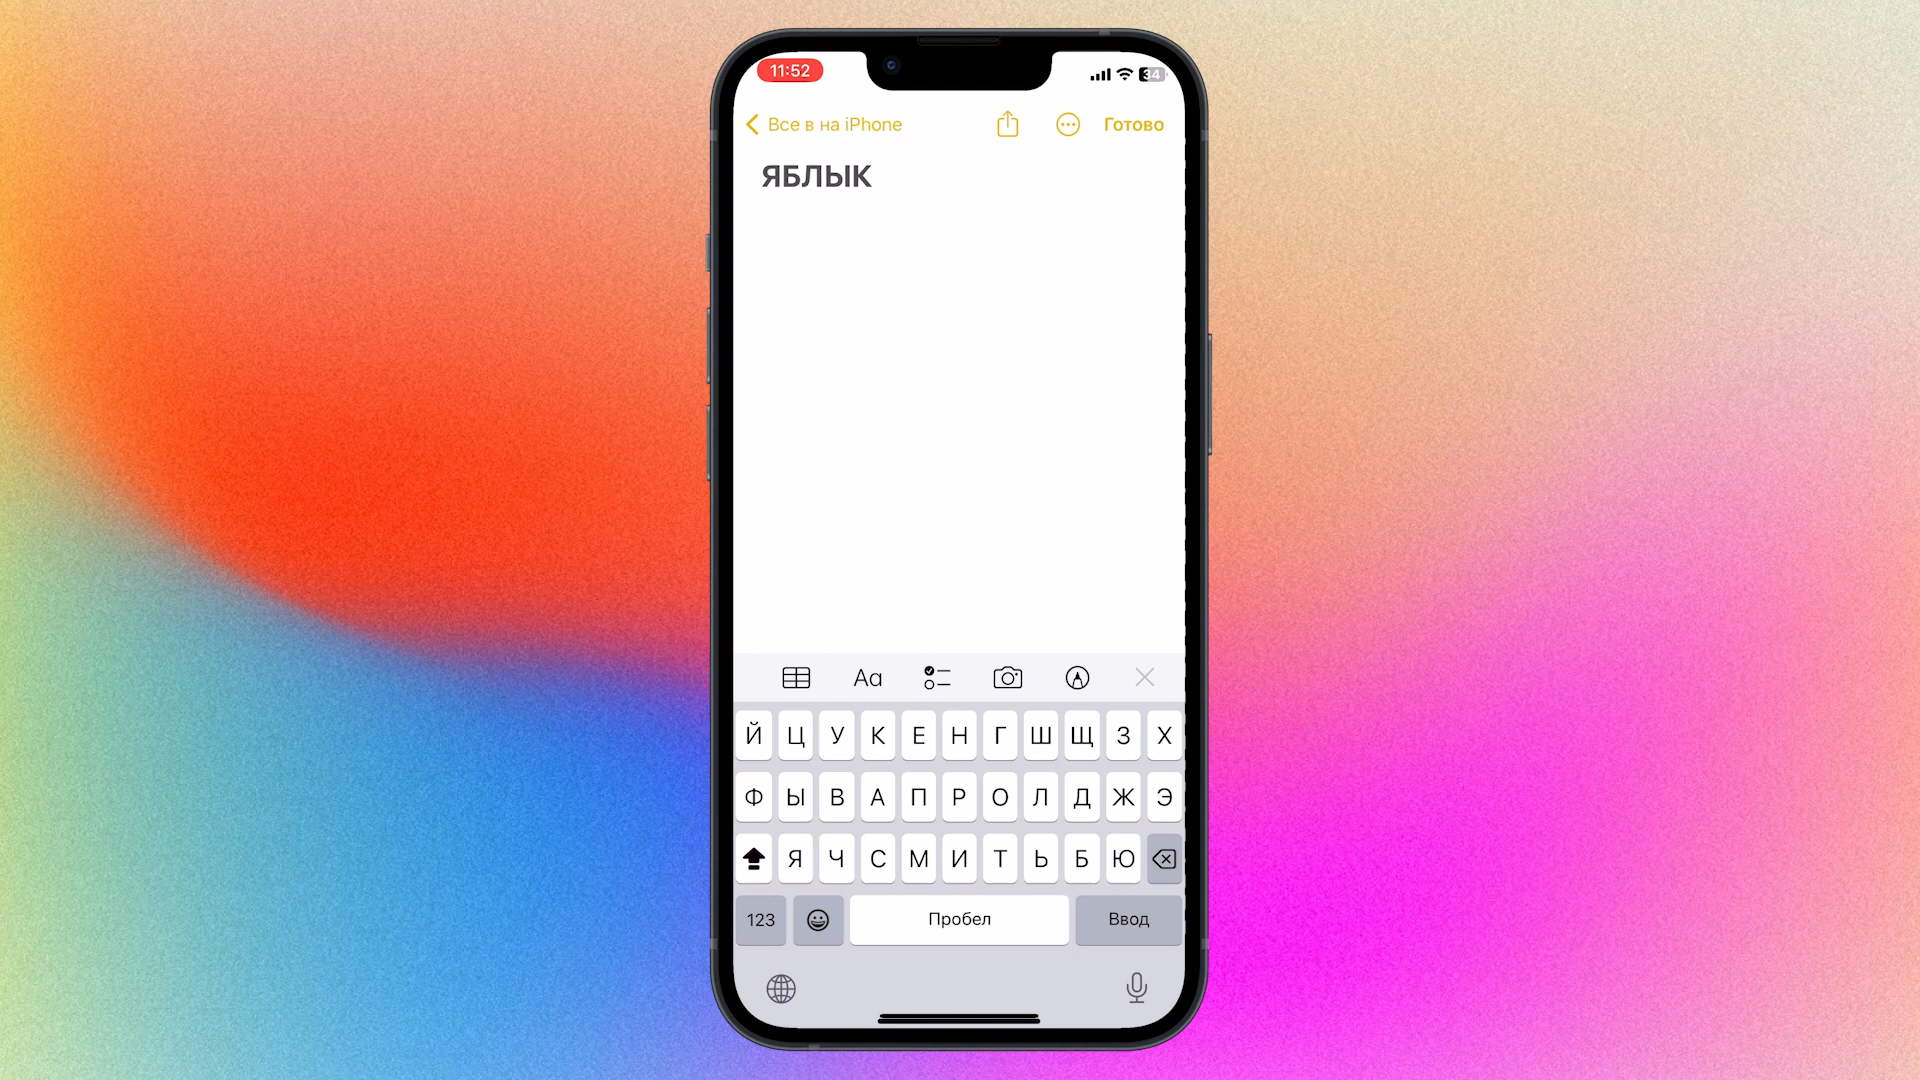 11:52
34
Все в на iPhone
Готово
ЯБЛЫК
Aa
Й Ц У К Е Н Г Ш Щ З Х
Ф Ы В А П Р О Л Д Ж Э
Я Ч С М И Т Ь Б Ю
123
Пробел
Ввод